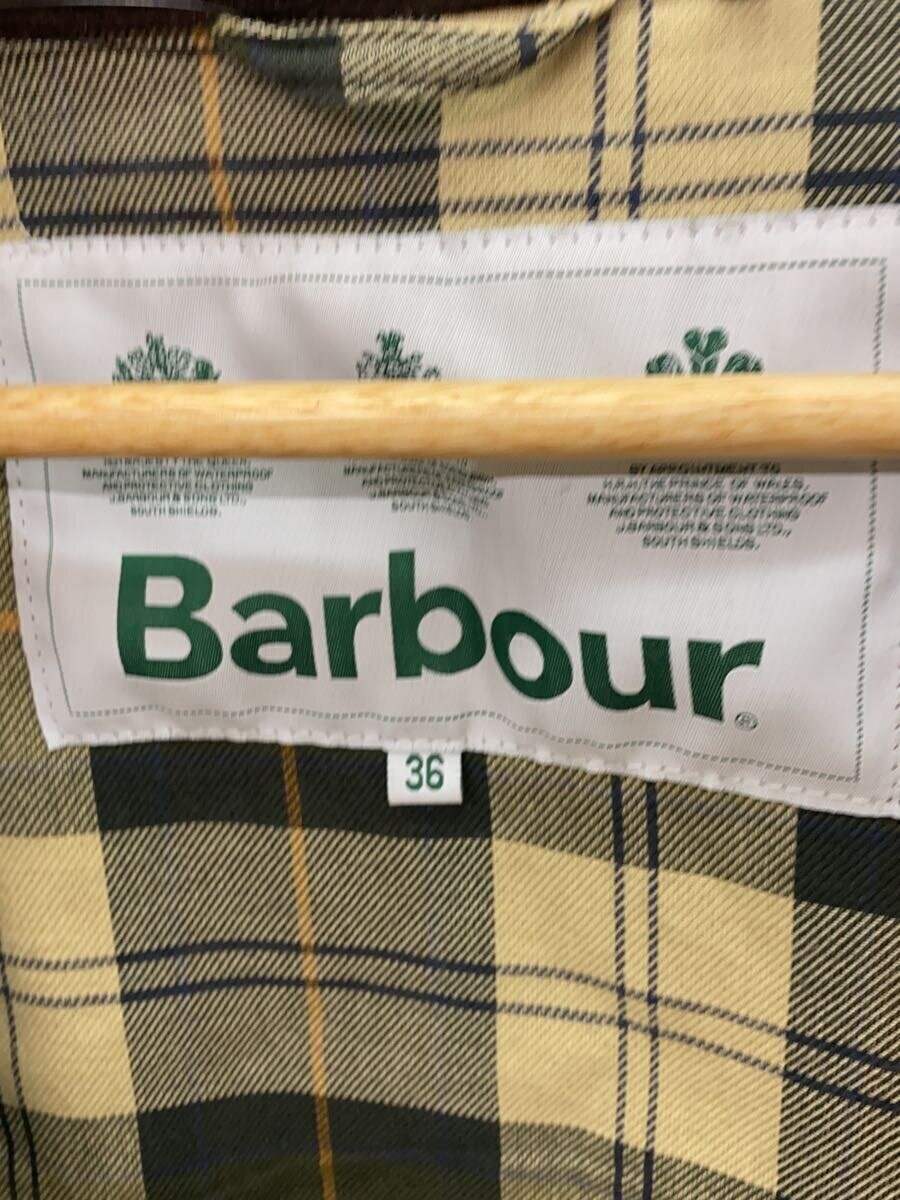 MANUFACTURERS OF WATERPROOF
AND PROTECTIVE CLOTHING
J.BARBOUR & SONS LTD.,
SOUTH SHIELDS.
SOUTH SHIELDS.
BY APPOINTMENT TO
H.R.H. THE PRINCE OF WALES,
MANUFACTURERS OF WATERPROOF
AND PROTECTIVE CLOTHING
J.BARBOUR & SONS LTD.,
SOUTH SHIELDS.
Barbour®
36